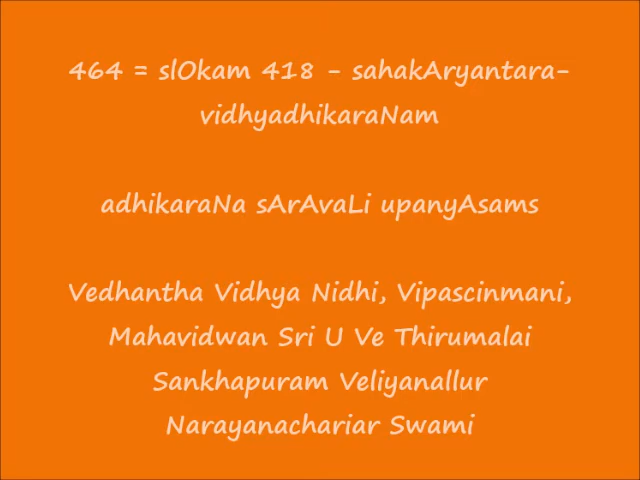 464 = slOkam 418 - sahakAryantara-
vidhyadhikaraNam
adhikaraNa sArAvaLi upanyAsams
Vedhantha Vidhya Nidhi, Vipascinmani,
Mahavidwan Sri U Ve Thirumalai
Sankhapuram Veliyanallur
Narayanachariar Swami